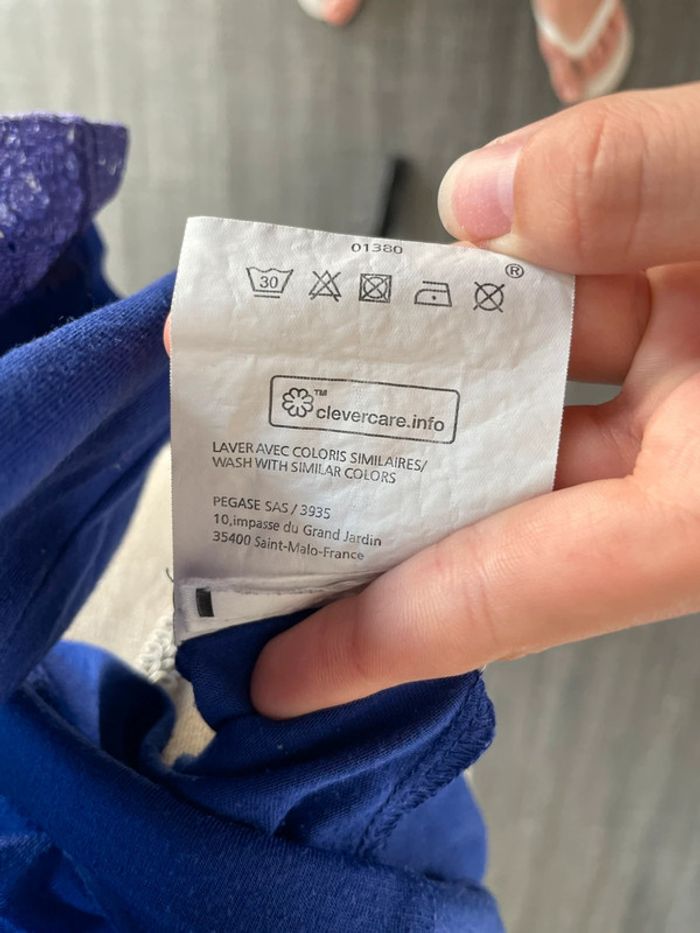 01380
®
30
TM
clevercare.info
LAVER AVEC COLORIS SIMILAIRES/
WASH WITH SIMILAR COLORS
PEGASE SAS / 3935
10,impasse du Grand Jardin
35400 Saint-Malo-France